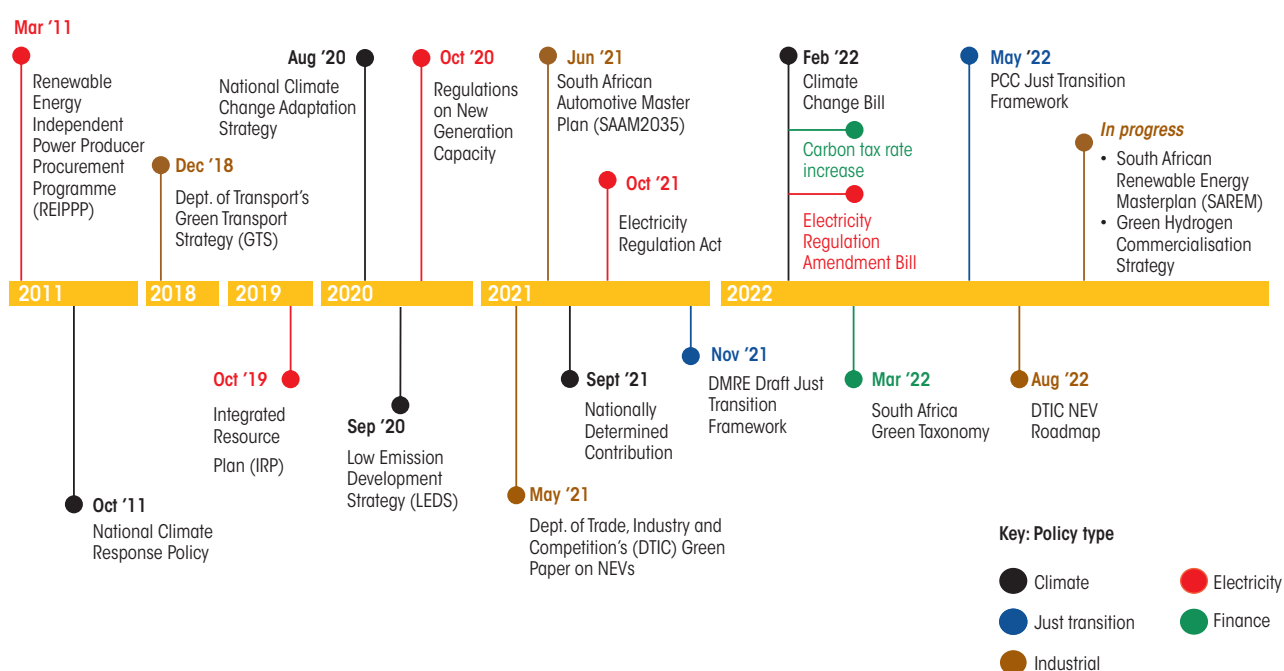 Mar ’11
Renewable
Energy
Independent
Power Producer
Procurement
Programme
(REIPPP)
Dec ’18
Dept. of Transport’s
Green Transport
Strategy (GTS)
Aug ’20
National Climate
Change Adaptation
Strategy
Oct ’20
Regulations
on New
Generation
Capacity
Jun ’21
South African
Automotive Master
Plan (SAAM2035)
Oct ’21
Electricity
Regulation Act
Feb ’22
Climate
Change Bill
Carbon tax rate
increase
Electricity
Regulation
Amendment Bill
May ’22
PCC Just Transition
Framework
In progress
• South African
Renewable Energy
Masterplan (SAREM)
• Green Hydrogen
Commercialisation
Strategy
2011
2018
2019
2020
2021
2022
Oct ’11
National Climate
Response Policy
Oct ’19
Integrated
Resource
Plan (IRP)
Sep ’20
Low Emission
Development
Strategy (LEDS)
May ’21
Dept. of Trade, Industry and
Competition’s (DTIC) Green
Paper on NEVs
Sept ’21
Nationally
Determined
Contribution
Nov ’21
DMRE Draft Just
Transition
Framework
Mar ’22
South Africa
Green Taxonomy
Aug ’22
DTIC NEV
Roadmap
Key: Policy type
Climate
Electricity
Just transition
Finance
Industrial